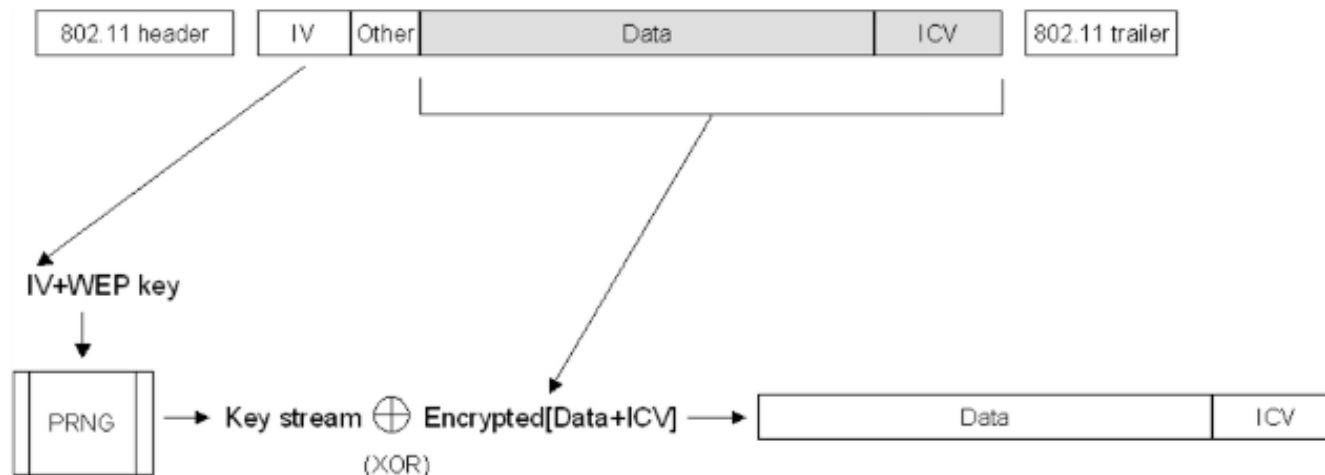 802.11 header IV Other Data ICV 802.11 trailer
IV+WEP key
PRNG Key stream Encrypted[Data+ICV] Data ICV
(XOR)